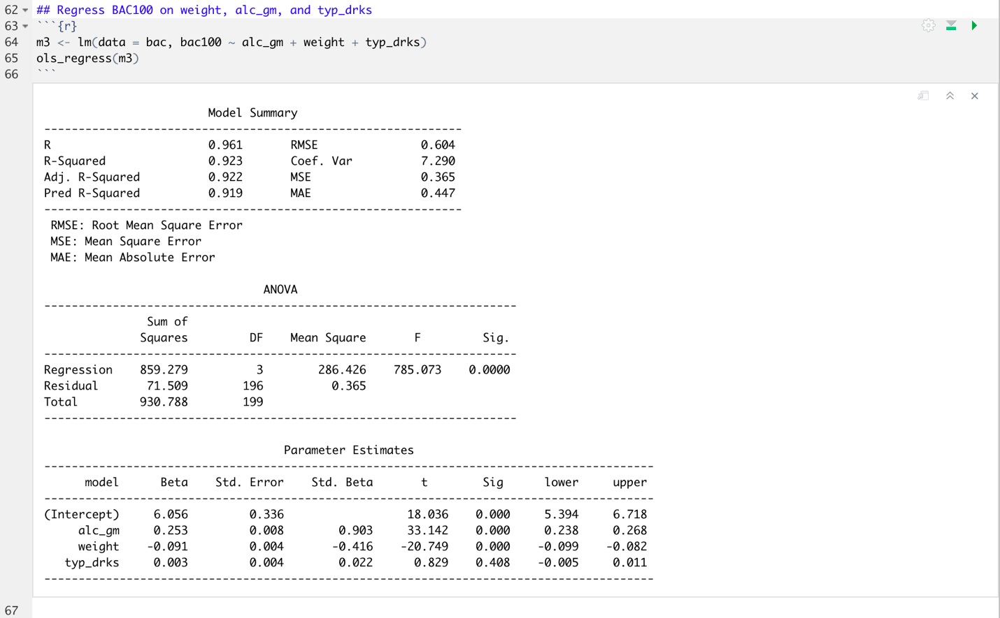 62 ## Regress BAC100 on weight, alc_gm, and typ_drks
63 ```{r}
64 m3 <- lm(data = bac, bac100 ~ alc_gm + weight + typ_drks)
65 ols_regress(m3)
66 ```
Model Summary
-------------------------------------------------------------
R 0.961 RMSE 0.604
R-Squared 0.923 Coef. Var 7.290
Adj. R-Squared 0.922 MSE 0.365
Pred R-Squared 0.919 MAE 0.447
-------------------------------------------------------------
RMSE: Root Mean Square Error
MSE: Mean Square Error
MAE: Mean Absolute Error
ANOVA
---------------------------------------------------------------------
Sum of
Squares DF Mean Square F Sig.
---------------------------------------------------------------------
Regression 859.279 3 286.426 785.073 0.0000
Residual 71.509 196 0.365
Total 930.788 199
---------------------------------------------------------------------
Parameter Estimates
-----------------------------------------------------------------------------------------
model Beta Std. Error Std. Beta t Sig lower upper
-----------------------------------------------------------------------------------------
(Intercept) 6.056 0.336 18.036 0.000 5.394 6.718
alc_gm 0.253 0.008 0.903 33.142 0.000 0.238 0.268
weight -0.091 0.004 -0.416 -20.749 0.000 -0.099 -0.082
typ_drks 0.003 0.004 0.022 0.829 0.408 -0.005 0.011
-----------------------------------------------------------------------------------------
67